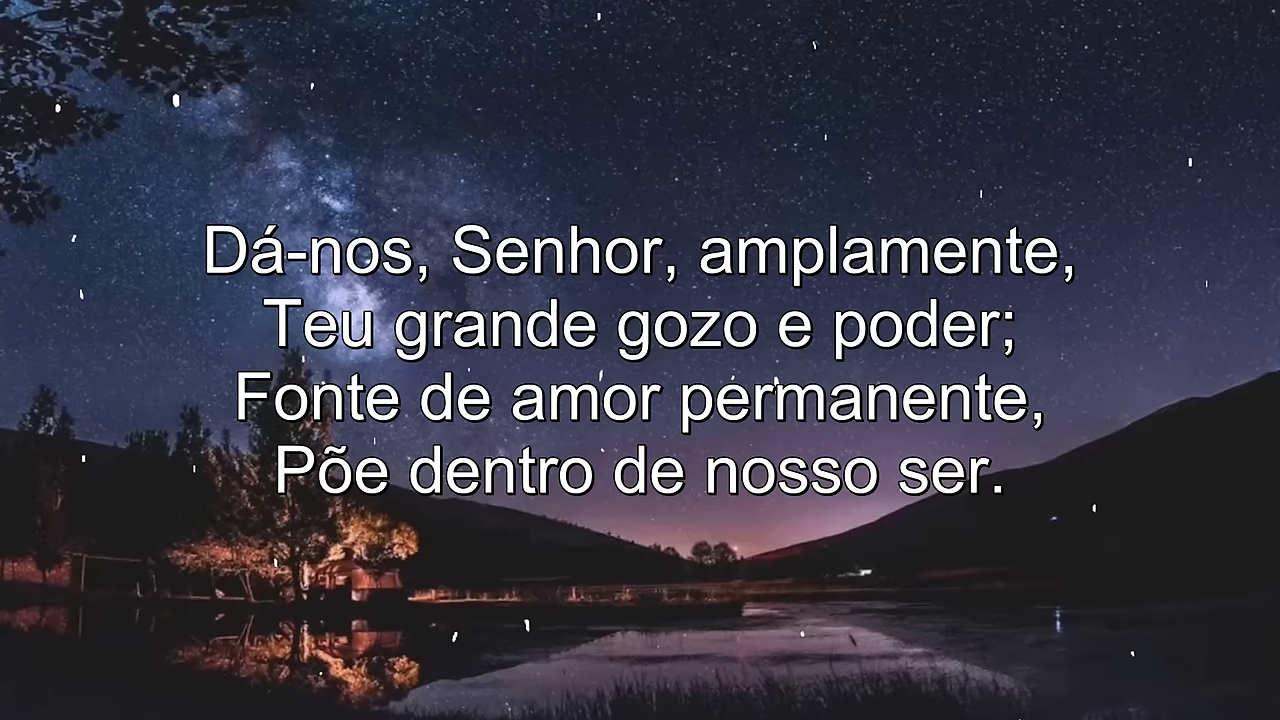 Dá-nos, Senhor, amplamente,
Teu grande gozo e poder;
Fonte de amor permanente,
Põe dentro de nosso ser.